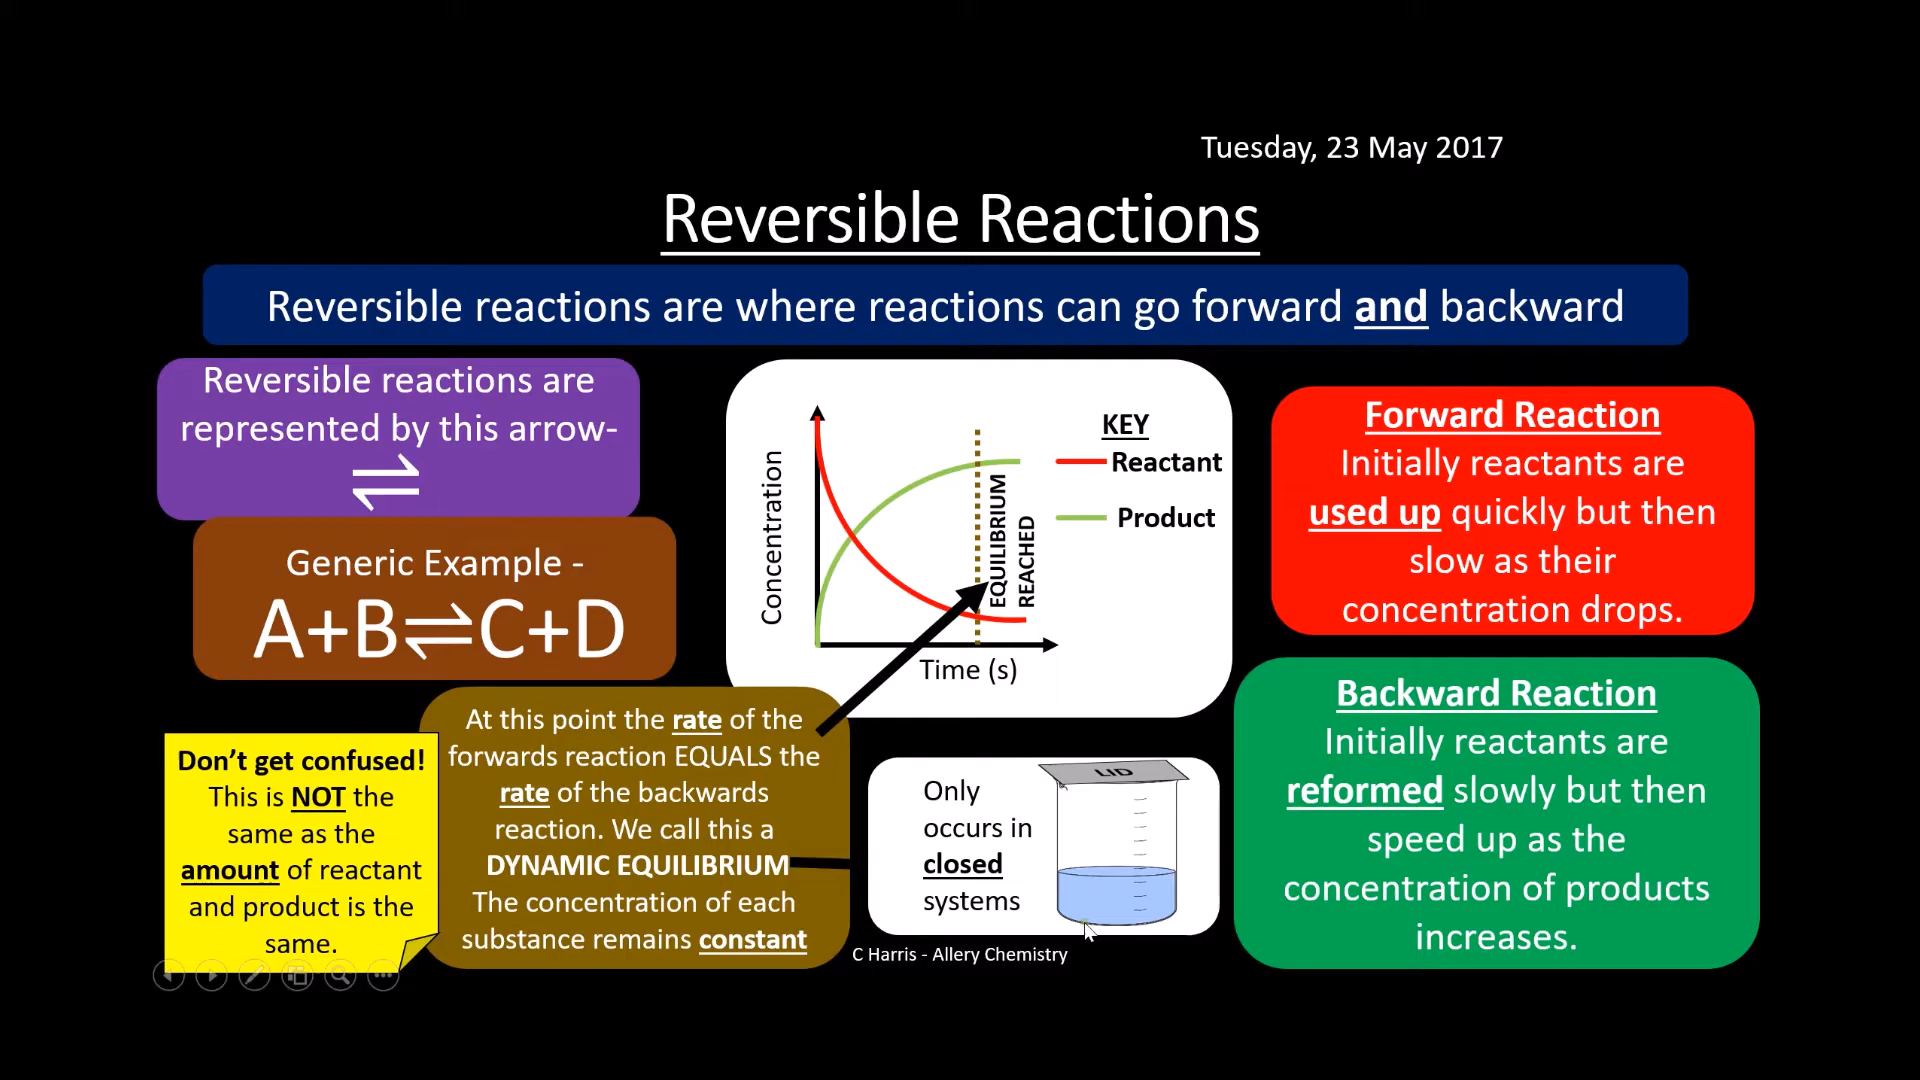 Tuesday, 23 May 2017
Reversible Reactions
Reversible reactions are where reactions can go forward and backward
Reversible reactions are
represented by this arrow-
⇌
Generic Example -
A+B⇌C+D
Concentration
Time (s)
EQUILIBRIUM
REACHED
KEY
Reactant
Product
Forward Reaction
Initially reactants are
used up quickly but then
slow as their
concentration drops.
Backward Reaction
Initially reactants are
reformed slowly but then
speed up as the
concentration of products
increases.
At this point the rate of the
forwards reaction EQUALS the
rate of the backwards
reaction. We call this a
DYNAMIC EQUILIBRIUM
The concentration of each
substance remains constant
Don't get confused!
This is NOT the
same as the
amount of reactant
and product is the
same.
Only
occurs in
closed
systems
LID
C Harris - Allery Chemistry